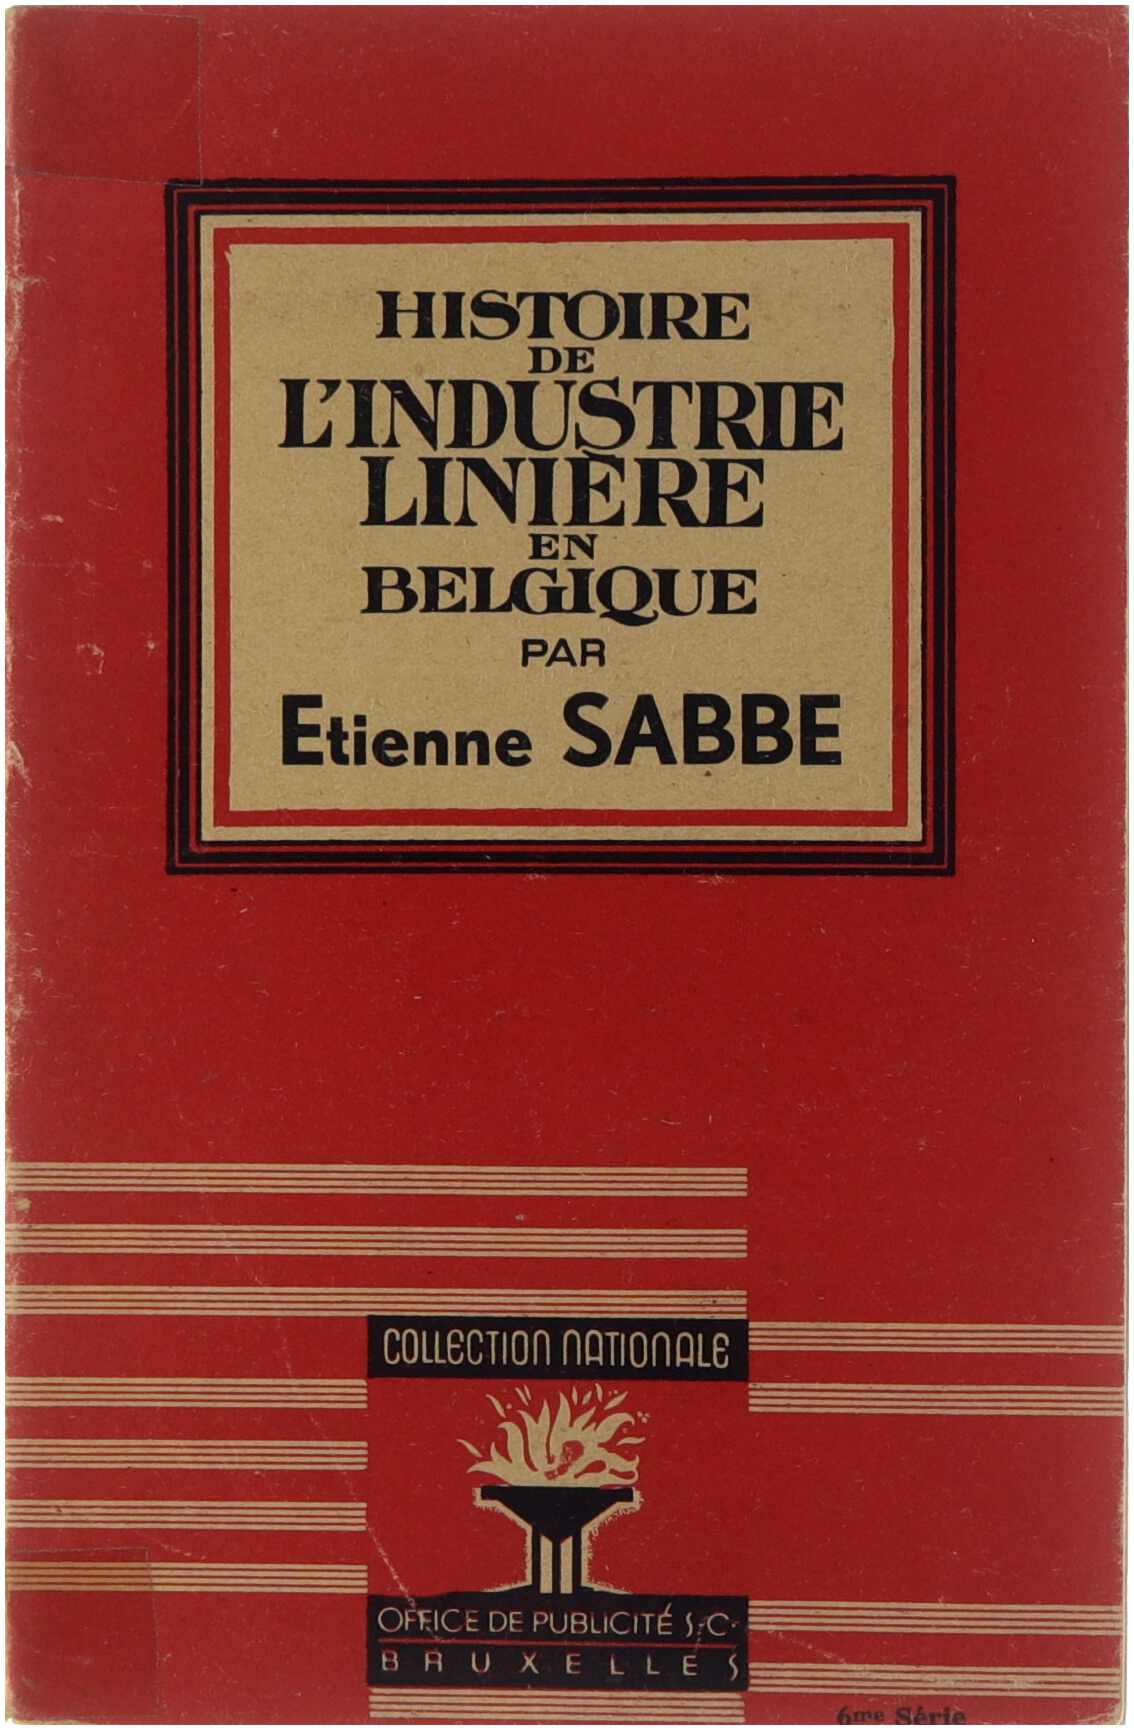 HISTOIRE
DE
L'INDUSTRIE
LINIÈRE
EN
BELGIQUE
PAR
Etienne SABBE
COLLECTION NATIONALE
OFFICE DE PUBLICITÉ S.C.
BRUXELLES
6me Série